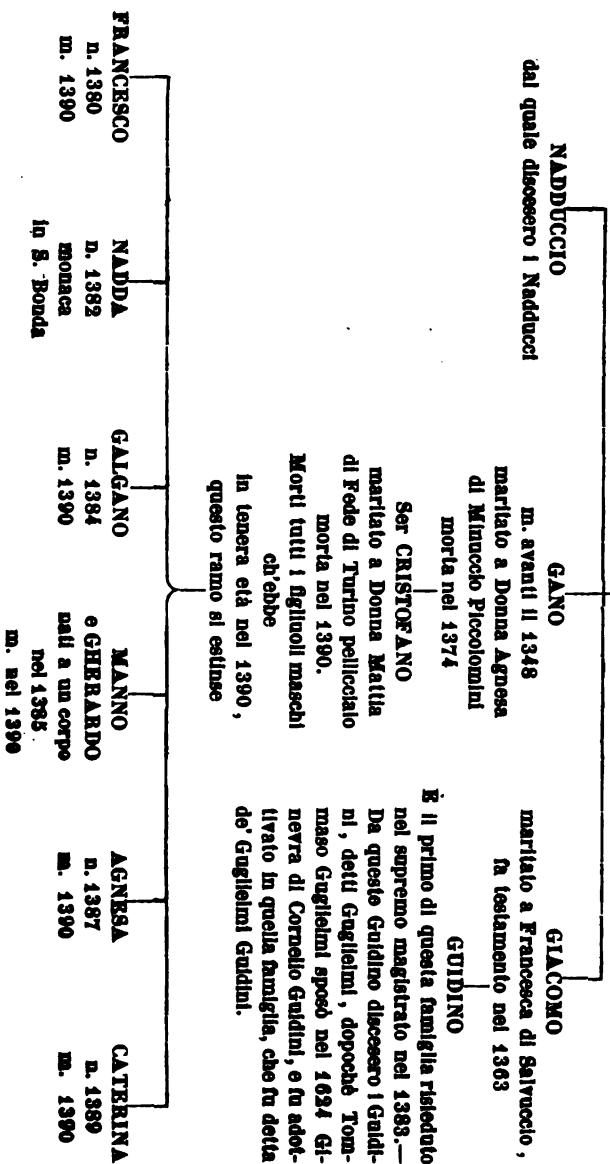 NADDUCCIO
dal quale discesero i Nadducci
GANO
m. avanti il 1348
maritato a Donna Agnesa
di Minuccio Piccolomini
morta nel 1374
Ser CRISTOFANO
maritato a Donna Mattia
di Fede di Turino pellicciaio
morta nel 1390.
Morti tutti i figliuoli maschi
ch'ebbe
in tenera età nel 1390,
questo ramo si estinse
GIACOMO
maritato a Francesca di Salvuccio,
fa testamento nel 1363
GUIDINO
È il primo di questa famiglia risieduto
nel supremo magistrato nel 1383.—
Da questo Guidino discesero i Guidi-
ni, detti Guglielmi, dopochè Tom-
maso Guglielmi sposò nel 1624 Gi-
nevra di Cornelio Guidini, e fu adot-
tivato in quella famiglia, che fu detta
de' Guglielmi Guidini.
FRANCESCO
n. 1380
m. 1390
NADDA
n. 1382
monaca
in S. Bonda
GALGANO
n. 1384
m. 1390
MANNO
e GHERARDO
nati a un corpo
nel 1385.
m. nel 1390
AGNESA
n. 1387
m. 1390
CATERINA
n. 1389
m. 1390